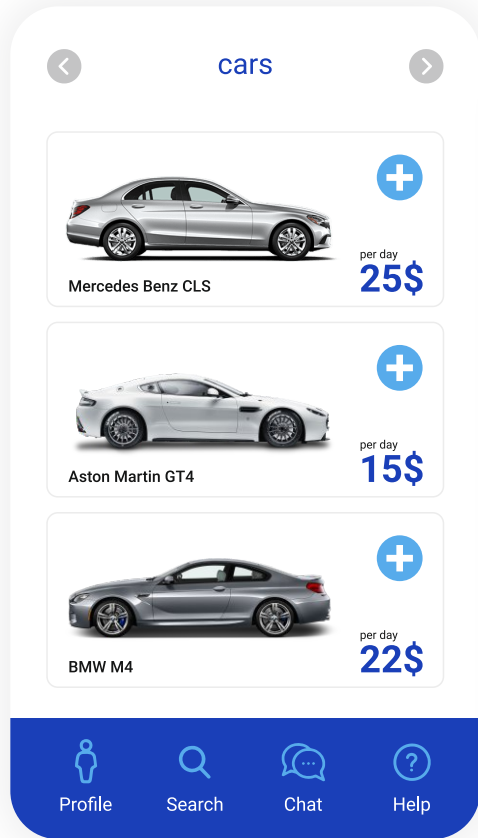 cars
per day
25$
Mercedes Benz CLS
per day
15$
Aston Martin GT4
per day
22$
BMW M4
Profile
Search
Chat
Help